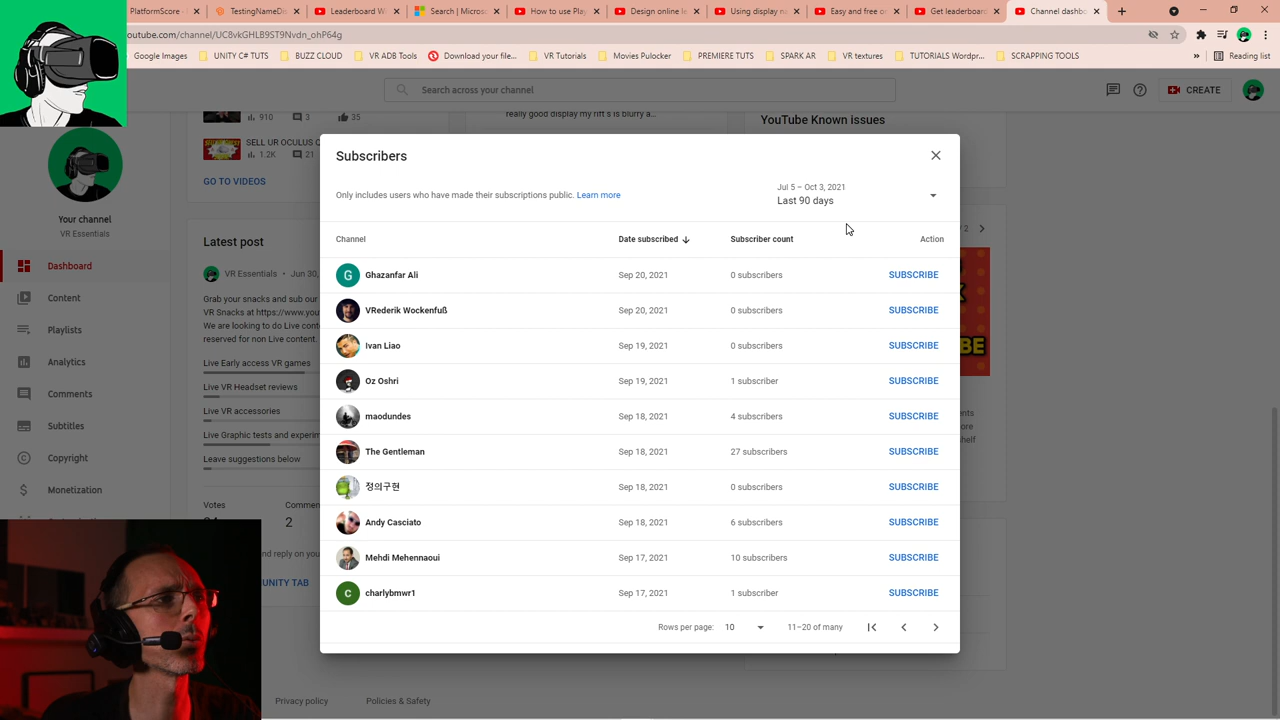 PlatformScore -
TestingNameDi
Leaderboard W
Search | Microso
How to use Play
Design online le
Easy and free o
Create a leader
Channel dashbo
outube.com/channel/UC8vkGHLB9ST9Nvdn_ohP64g
Google Images
UNITY C# TUTS
BUZZ CLOUD
VR ADB Tools
Download your file...
VR Tutorials
Movies Pulocker
PREMIERE TUTS
SPARK AR
VR textures
TUTORIALS Wordpr...
SCRAPPING TOOLS
»
Reading list
Search across your channel
CREATE
910 3 35
really good display my rift s is blurry a...
YouTube Known issues
SELL UR OCULUS Q
1.2K 21
GO TO VIDEOS
Your channel
VR Essentials
Dashboard
Content
Playlists
Analytics
Comments
Subtitles
Copyright
Monetization
Latest post
VR Essentials • Jun 30,
Grab your snacks and sub our
VR Snacks at https://www.yout
We are looking to do Live conte
reserved for non Live content.
Live Early access VR games
Live VR Headset reviews
Live VR accessories
Live Graphic tests and experim
Leave suggestions below
Votes
Commen
2
nd reply on you
UNITY TAB
Subscribers
Only includes users who have made their subscriptions public. Learn more
Jul 5 – Oct 3, 2021
Last 90 days
Channel Date subscribed Subscriber count Action
G Ghazanfar Ali Sep 20, 2021 0 subscribers SUBSCRIBE
VRederik Wockenfuß Sep 20, 2021 0 subscribers SUBSCRIBE
Ivan Liao Sep 19, 2021 0 subscribers SUBSCRIBE
Oz Oshri Sep 19, 2021 1 subscriber SUBSCRIBE
maodundes Sep 18, 2021 4 subscribers SUBSCRIBE
The Gentleman Sep 18, 2021 27 subscribers SUBSCRIBE
정의구현 Sep 18, 2021 0 subscribers SUBSCRIBE
Andy Casciato Sep 18, 2021 6 subscribers SUBSCRIBE
Mehdi Mehennaoui Sep 17, 2021 10 subscribers SUBSCRIBE
C charlybmwr1 Sep 17, 2021 1 subscriber SUBSCRIBE
Rows per page: 10 11–20 of many
/ 2
BE
ents
ore
helf
Privacy policy
Policies & Safety